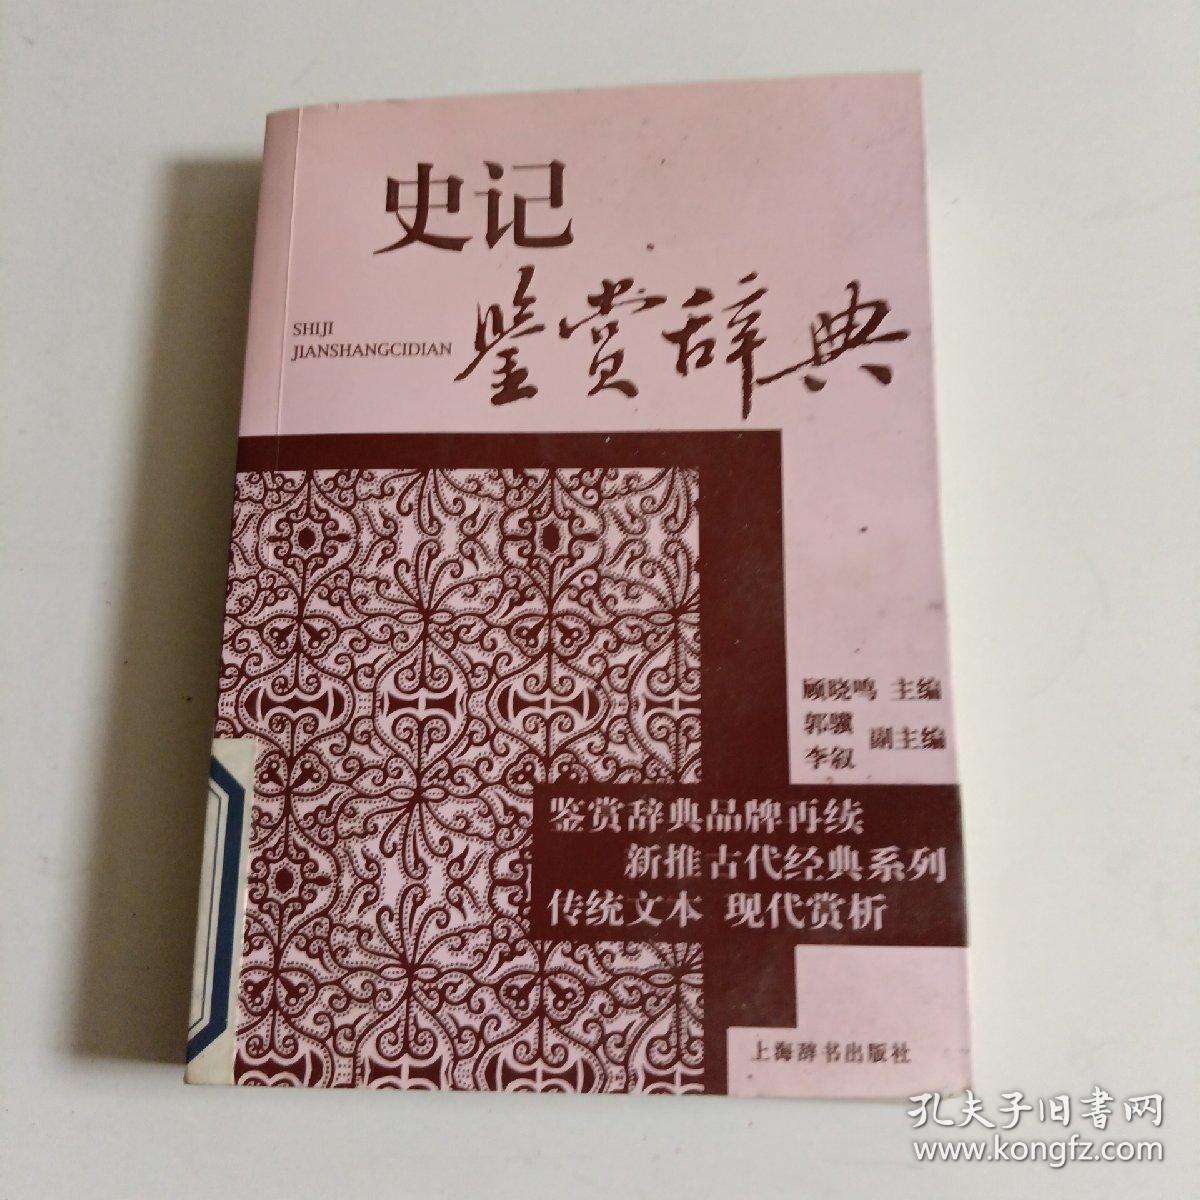 史记
鉴赏辞典
SHIJI
JIANSHANGCIDIAN
顾晓鸣 主编
郭骥
李叙
副主编
鉴赏辞典品牌再续
新推古代经典系列
传统文本 现代赏析
上海辞书出版社
孔夫子旧書网
www.kongfz.com